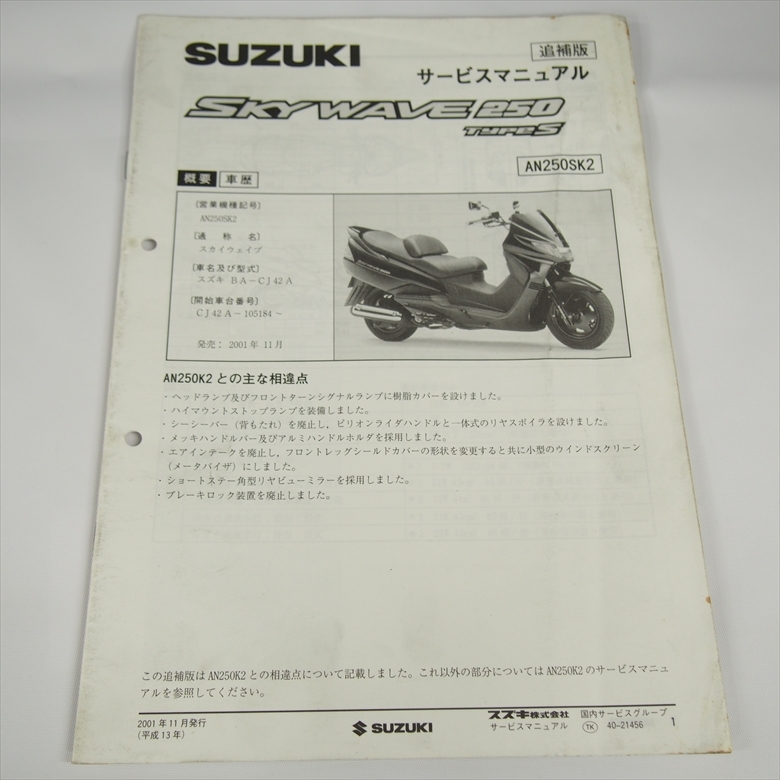 SUZUKI
追補版
サービスマニュアル
SKYWAVE 250
TYPE S
AN250SK2
概要 車歴
〔営業機種記号〕
AN250SK2
〔通称名〕
スカイウェイブ
〔車名及び型式〕
スズキ BA-CJ42A
〔開始車台番号〕
CJ42A-105184~
発売: 2001年11月
AN250K2との主な相違点
・ヘッドランプ及びフロントターンシグナルランプに樹脂カバーを設けました。
・ハイマウントストップランプを装備しました。
・シーシーバー(背もたれ)を廃止し,ピリオンライダハンドルと一体式のリヤスポイラを設けました。
・メッキハンドルバー及びアルミハンドルホルダを採用しました。
・エアインテークを廃止し,フロントレッグシールドカバーの形状を変更すると共に小型のウインドスクリーン
(メータバイザ)にしました。
・ショートステー角型リヤビューミラーを採用しました。
・ブレーキロック装置を廃止しました。
この追補版はAN250K2との相違点について記載しました。これ以外の部分についてはAN250K2のサービスマニュ
アルを参照してください。
2001年11月発行
(平成13年)
SUZUKI
スズキ株式会社 国内サービスグループ
サービスマニュアル TK 40-21456
1